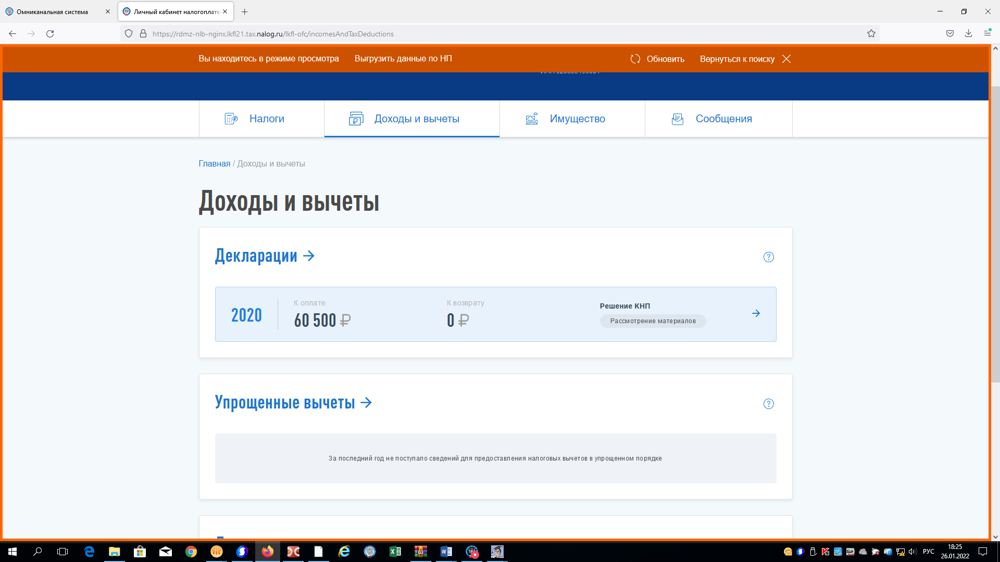 Омниканальная система
Личный кабинет налогоплате
https://rdmz-nlb-nginx.lkfl21.tax.nalog.ru/lkfl-ofc/incomesAndTaxDeductions
Вы находитесь в режиме просмотра
Выгрузить данные по НП
Обновить
Вернуться к поиску
Налоги
Доходы и вычеты
Имущество
Сообщения
Главная / Доходы и вычеты
Доходы и вычеты
Декларации
2020
К оплате
60 500 ₽
К возврату
0 ₽
Решение КНП
Рассмотрение материалов
Упрощенные вычеты
За последний год не поступало сведений для предоставления налоговых вычетов в упрощенном порядке
РУС
18:25
26.01.2022